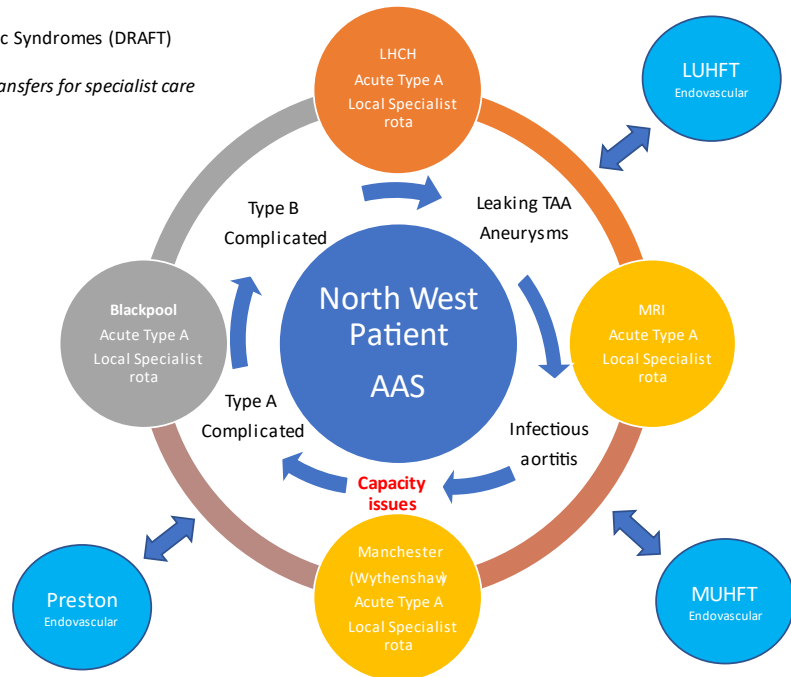 c Syndromes (DRAFT)
ansfers for specialist care
LHCH
Acute Type A
Local Specialist
rota
LUHFT
Endovascular
Type B
Complicated
Leaking TAA
Aneurysms
Blackpool
Acute Type A
Local Specialist
rota
North West
Patient
AAS
MRI
Acute Type A
Local Specialist
rota
Type A
Complicated
Infectious
aortitis
Capacity
issues
Manchester
(Wythenshaw)
Acute Type A
Local Specialist
rota
Preston
Endovascular
MUHFT
Endovascular